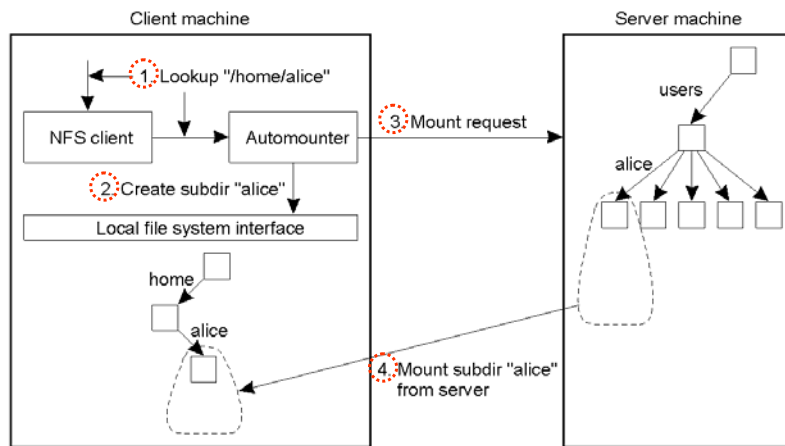 Client machine
Server machine
1. Lookup "/home/alice"
users
NFS client
Automounter
3. Mount request
alice
2. Create subdir "alice"
Local file system interface
home
alice
4. Mount subdir "alice"
from server